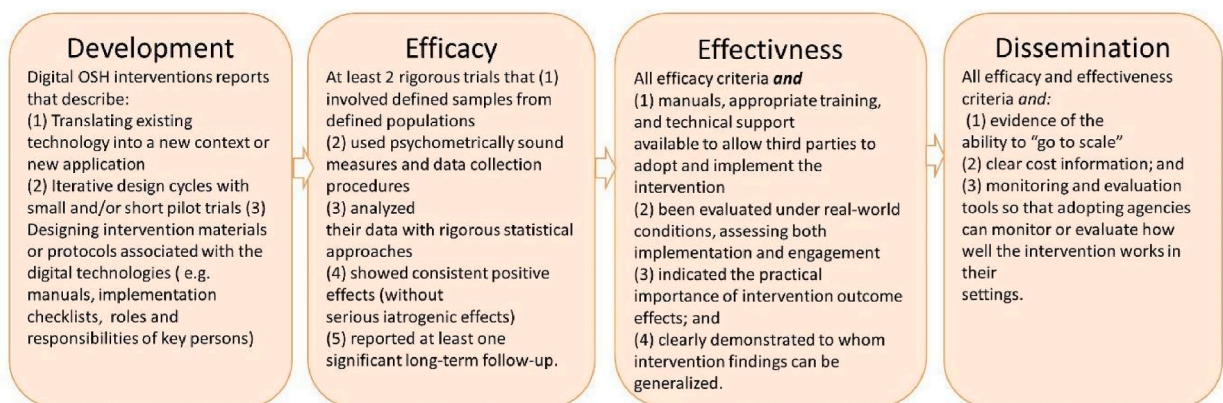 Development
Digital OSH interventions reports
that describe:
(1) Translating existing
technology into a new context or
new application
(2) Iterative design cycles with
small and/or short pilot trials (3)
Designing intervention materials
or protocols associated with the
digital technologies ( e.g.
manuals, implementation
checklists, roles and
responsibilities of key persons)
Efficacy
At least 2 rigorous trials that (1)
involved defined samples from
defined populations
(2) used psychometrically sound
measures and data collection
procedures
(3) analyzed
their data with rigorous statistical
approaches
(4) showed consistent positive
effects (without
serious iatrogenic effects)
(5) reported at least one
significant long-term follow-up.
Effectivness
All efficacy criteria and
(1) manuals, appropriate training,
and technical support
available to allow third parties to
adopt and implement the
intervention
(2) been evaluated under real-world
conditions, assessing both
implementation and engagement
(3) indicated the practical
importance of intervention outcome
effects; and
(4) clearly demonstrated to whom
intervention findings can be
generalized.
Dissemination
All efficacy and effectiveness
criteria and:
(1) evidence of the
ability to “go to scale”
(2) clear cost information; and
(3) monitoring and evaluation
tools so that adopting agencies
can monitor or evaluate how
well the intervention works in
their
settings.